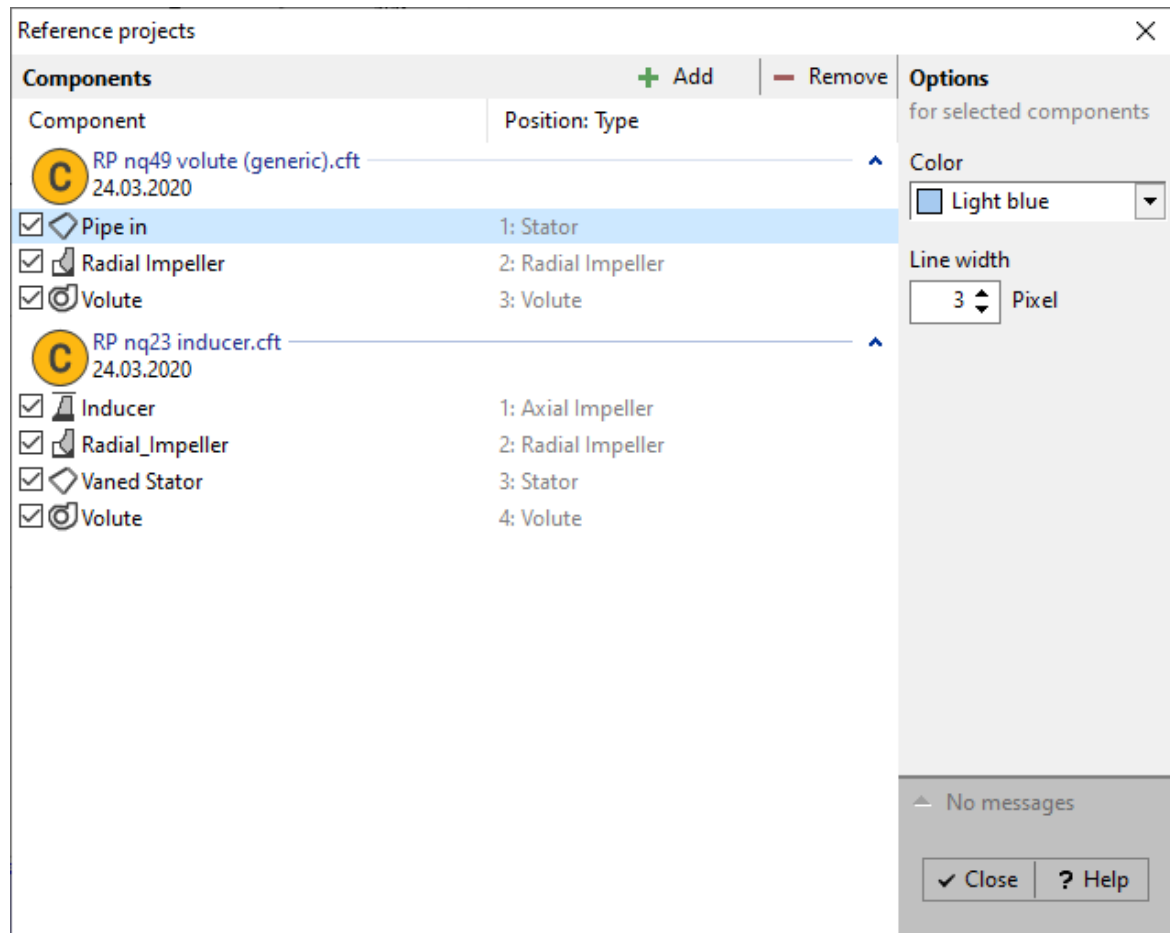 Reference projects
Components
Add
Remove
Component
Position: Type
C
RP nq49 volute (generic).cft
24.03.2020
Pipe in
1: Stator
Radial Impeller
2: Radial Impeller
Volute
3: Volute
C
RP nq23 inducer.cft
24.03.2020
Inducer
1: Axial Impeller
Radial_Impeller
2: Radial Impeller
Vaned Stator
3: Stator
Volute
4: Volute
Options
for selected components
Color
Light blue
Line width
3 Pixel
No messages
Close
? Help